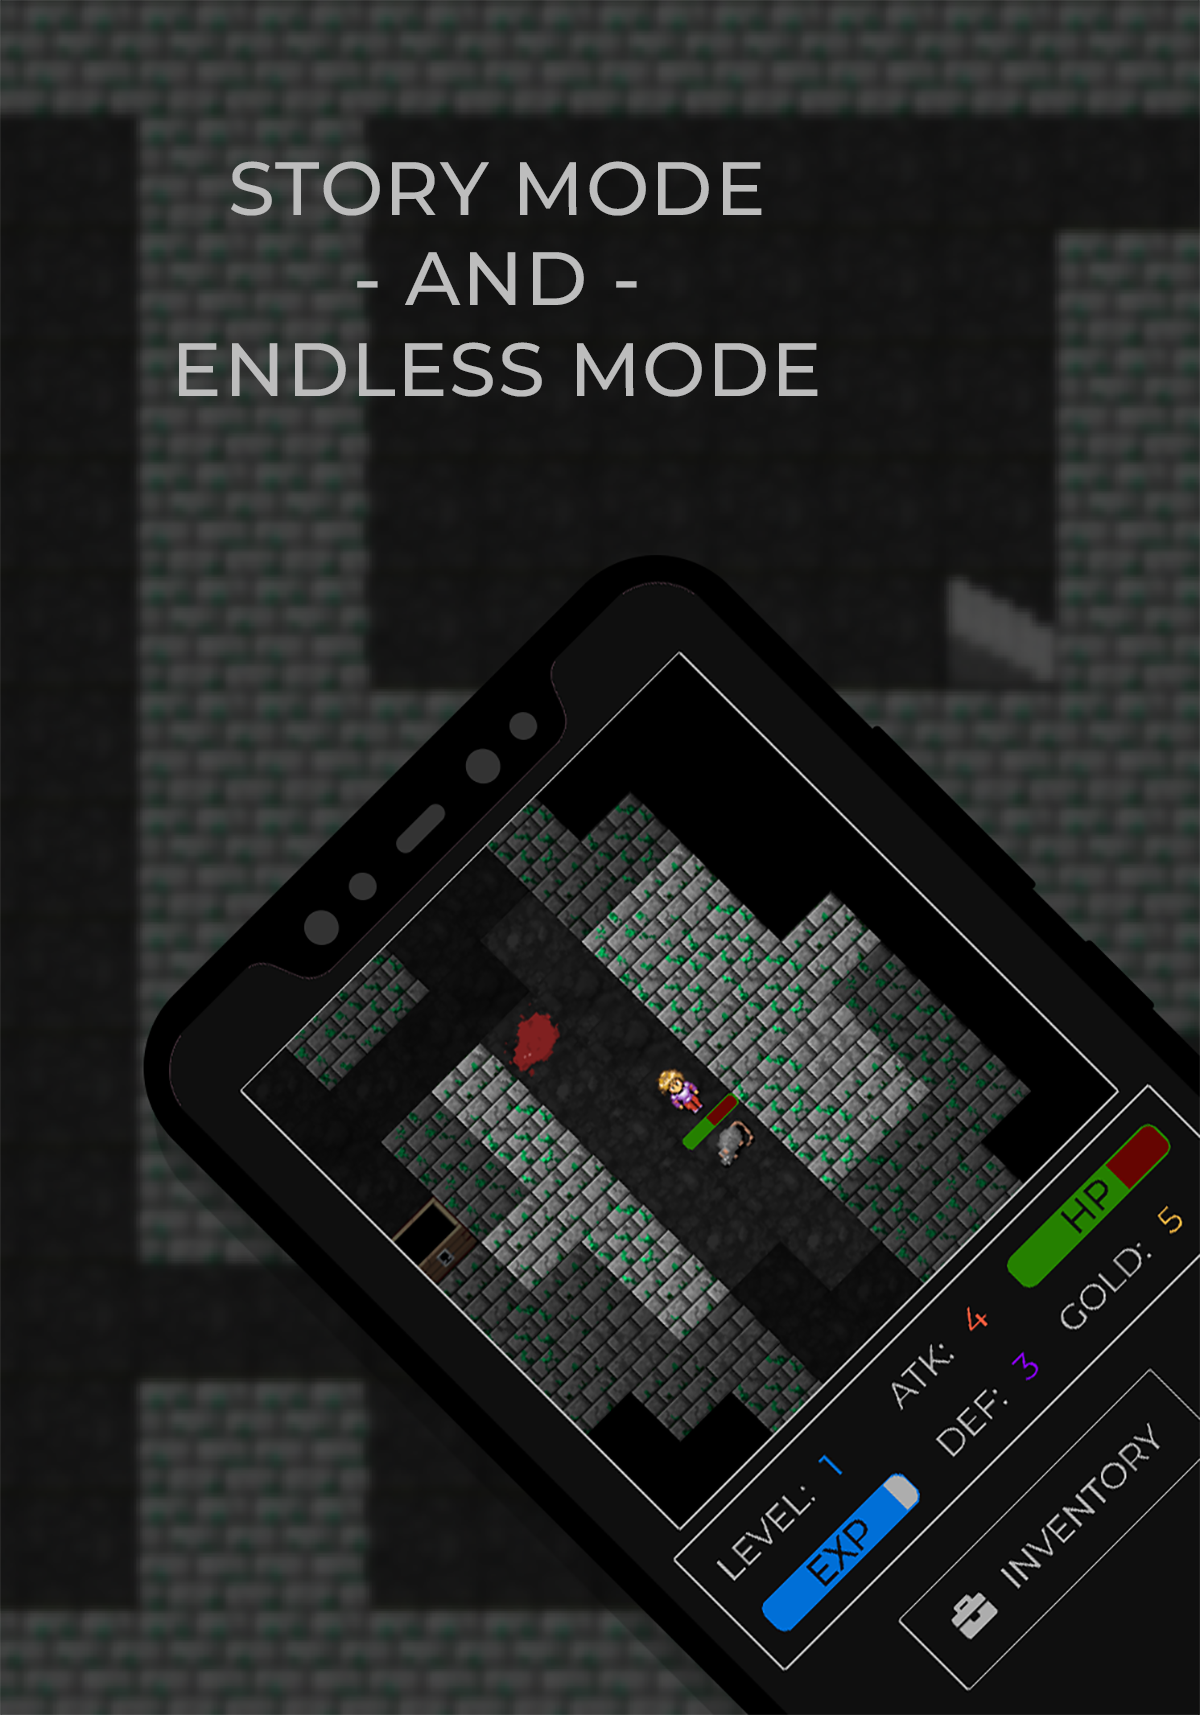 STORY MODE
- AND -
ENDLESS MODE
LEVEL: 1
ATK: 4
HP
EXP
DEF: 3
GOLD: 5
INVENTORY